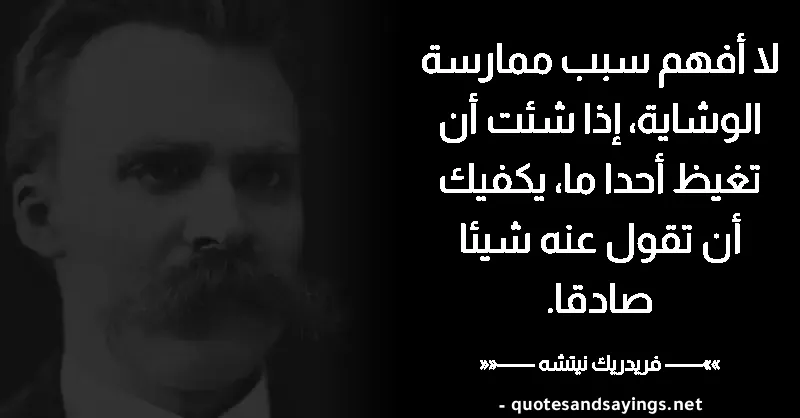 لا أفهم سبب ممارسة
الوشاية، إذا شئت أن
تغيظ أحدا ما، يكفيك
أن تقول عنه شيئا
صادقا.
«« ——— فريدريك نيتشه ——— »»
- quotesandsayings.net